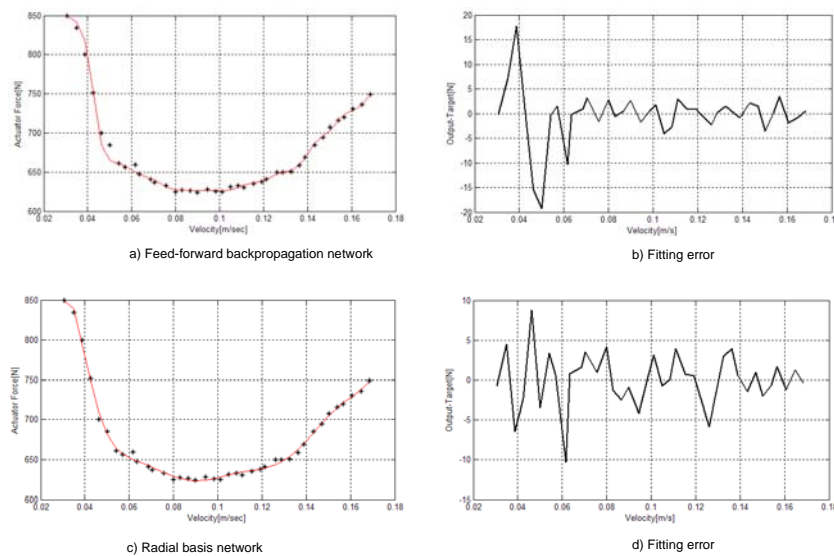 850
800
750
700
650
600
0.02 0.04 0.06 0.08 0.1 0.12 0.14 0.16 0.18
Actuator Force[N]
Velocity[m/sec]
a) Feed-forward backpropagation network
20
15
10
5
0
-5
-10
-15
-20
0.02 0.04 0.06 0.08 0.1 0.12 0.14 0.16 0.18
Output-Target[N]
Velocity[m/s]
b) Fitting error
850
800
750
700
650
600
0.02 0.04 0.06 0.08 0.1 0.12 0.14 0.16 0.18
Actuator Force[N]
Velocity[m/sec]
c) Radial basis network
10
5
0
-5
-10
-15
0.02 0.04 0.06 0.08 0.1 0.12 0.14 0.16 0.18
Output-Target[N]
Velocity[m/s]
d) Fitting error